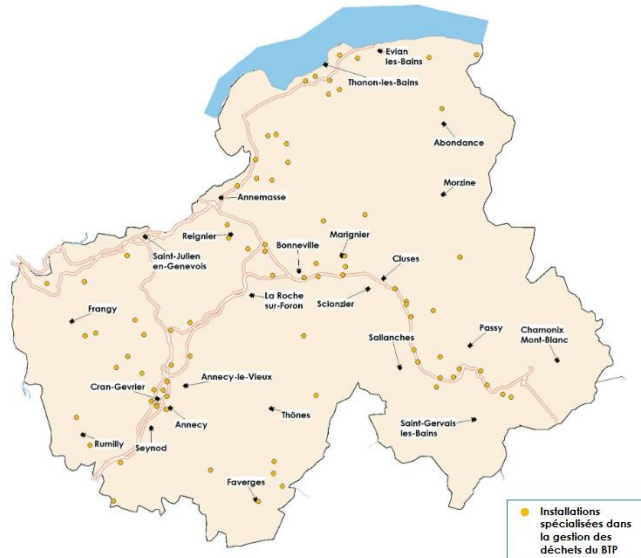 Evian
les-Bains
Thonon-les-Bains
Abondance
Morzine
Annemasse
Reignier
Saint-Julien
en-Genevois
Bonneville
Marignier
Cluses
La Roche
sur-Foron
Scionzier
Frangy
Sallanches
Passy
Chamonix
Mont-Blanc
Annecy-le-Vieux
Cran-Gevrier
Annecy
Thônes
Saint-Gervais
les-Bains
Rumilly
Seynod
Faverges
Installations
spécialisées dans
la gestion des
déchets du BTP